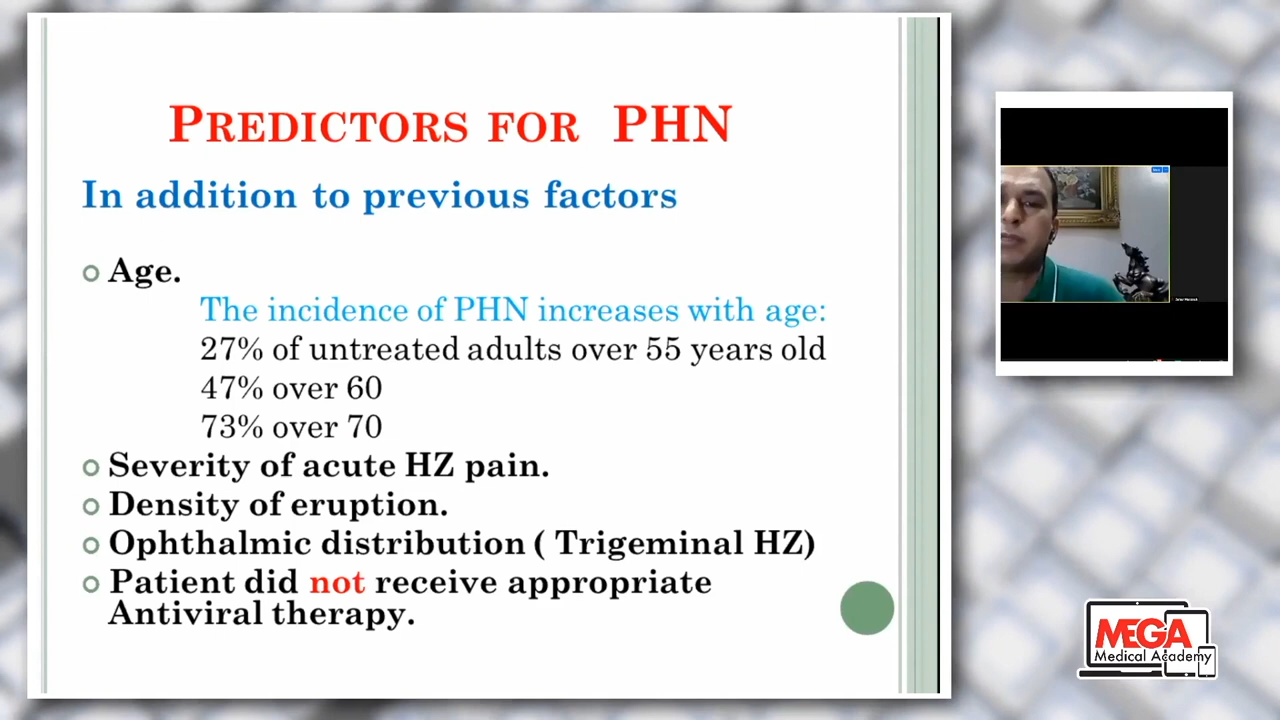 PREDICTORS FOR PHN
In addition to previous factors
Age.
The incidence of PHN increases with age:
27% of untreated adults over 55 years old
47% over 60
73% over 70
Severity of acute HZ pain.
Density of eruption.
Ophthalmic distribution ( Trigeminal HZ)
Patient did not receive appropriate
Antiviral therapy.
MEGA
Medical Academy